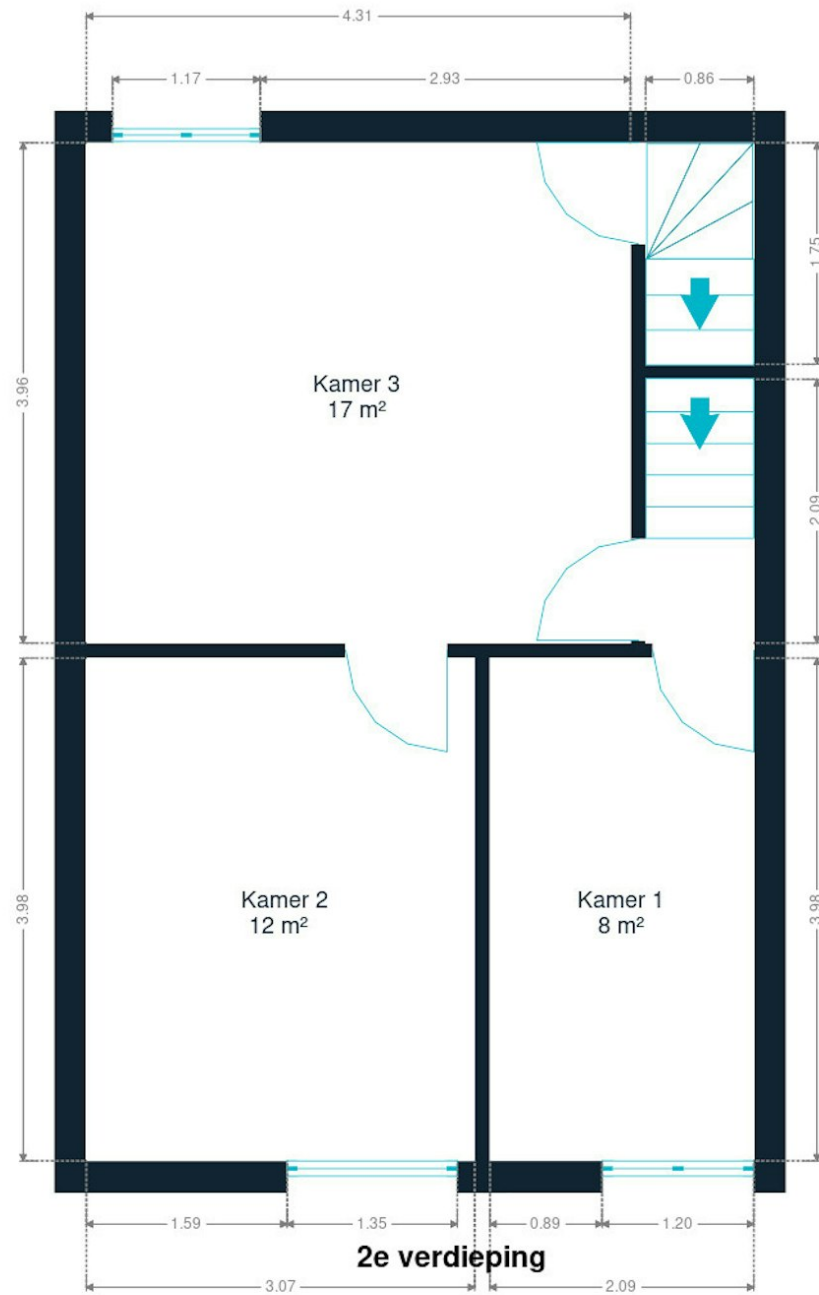 4.31
1.17
2.93
0.86
1.75
3.96
Kamer 3
17 m²
2.09
3.98
3.98
Kamer 2
12 m²
Kamer 1
8 m²
1.59
1.35
0.89
1.20
2e verdieping
3.07
2.09